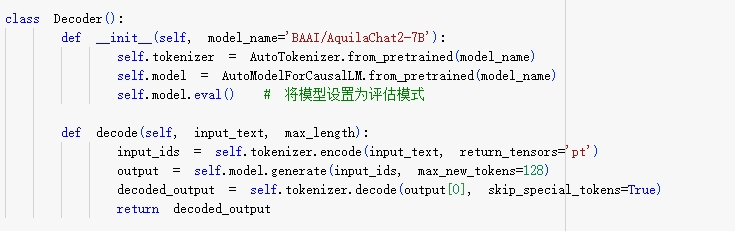 class Decoder():
    def __init__(self, model_name='BAAI/AquilaChat2-7B'):
        self.tokenizer = AutoTokenizer.from_pretrained(model_name)
        self.model = AutoModelForCausalLM.from_pretrained(model_name)
        self.model.eval()  # 将模型设置为评估模式

    def decode(self, input_text, max_length):
        input_ids = self.tokenizer.encode(input_text, return_tensors='pt')
        output = self.model.generate(input_ids, max_new_tokens=128)
        decoded_output = self.tokenizer.decode(output[0], skip_special_tokens=True)
        return decoded_output